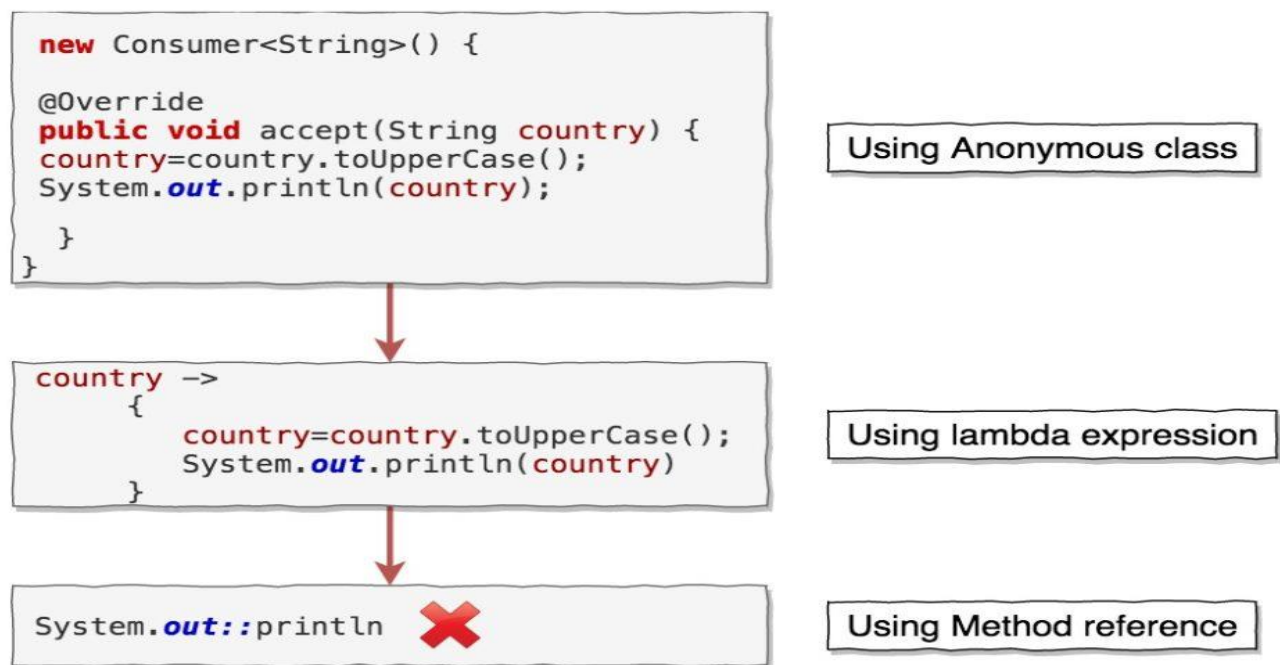 new Consumer<String>() {
@Override
public void accept(String country) {
country=country.toUpperCase();
System.out.println(country);
}
}
Using Anonymous class
country –>
{
country=country.toUpperCase();
System.out.println(country)
}
Using lambda expression
System.out::println
Using Method reference